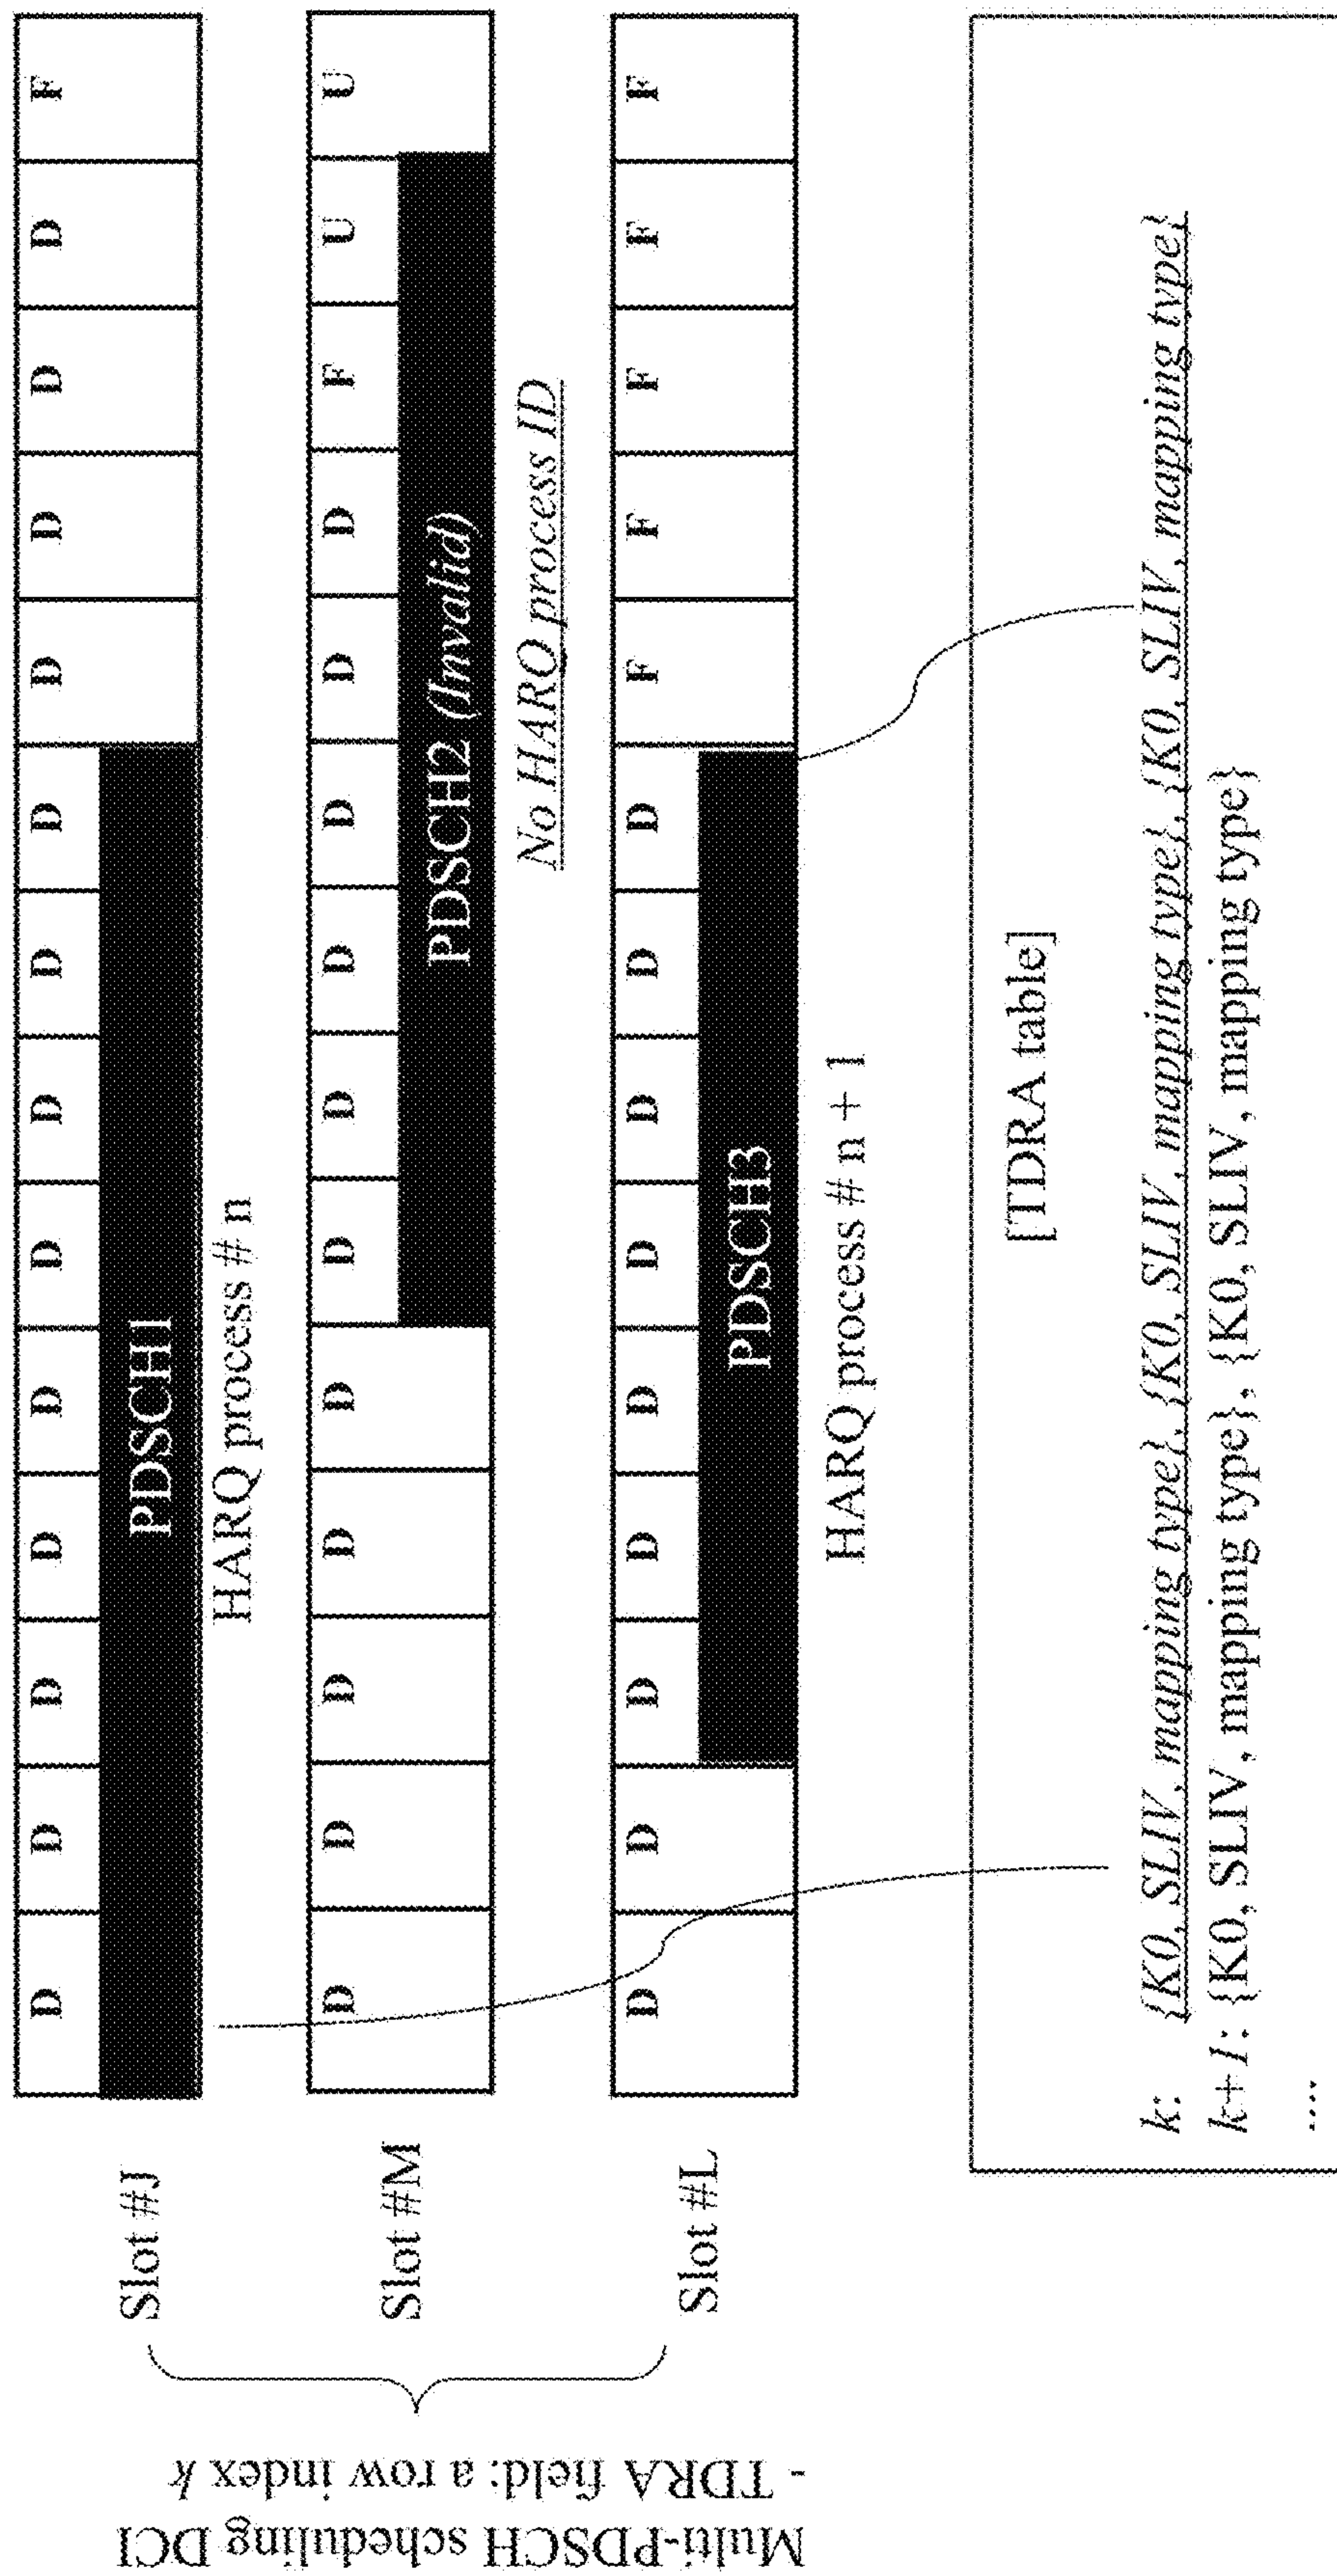 Multi-PDSCH scheduling DCI
- TDRA field: a row index k
Slot #J
D D D D D D D D D D D D D F
PDSCH1
HARQ process # n
Slot #M
D D D D D D D D D D D F U U
PDSCH2 (Invalid)
No HARQ process ID
Slot #L
D D D D D D D D D F F F F F
PDSCH3
HARQ process # n + 1
[TDRA table]
k: {K0, SLIV, mapping type}, {K0, SLIV, mapping type}, {K0, SLIV, mapping type}
k+1: {K0, SLIV, mapping type}, {K0, SLIV, mapping type}
....